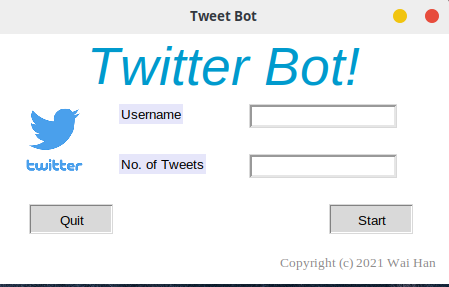 Tweet Bot
Twitter Bot!
Username
twitter
No. of Tweets
Quit
Start
Copyright (c) 2021 Wai Han